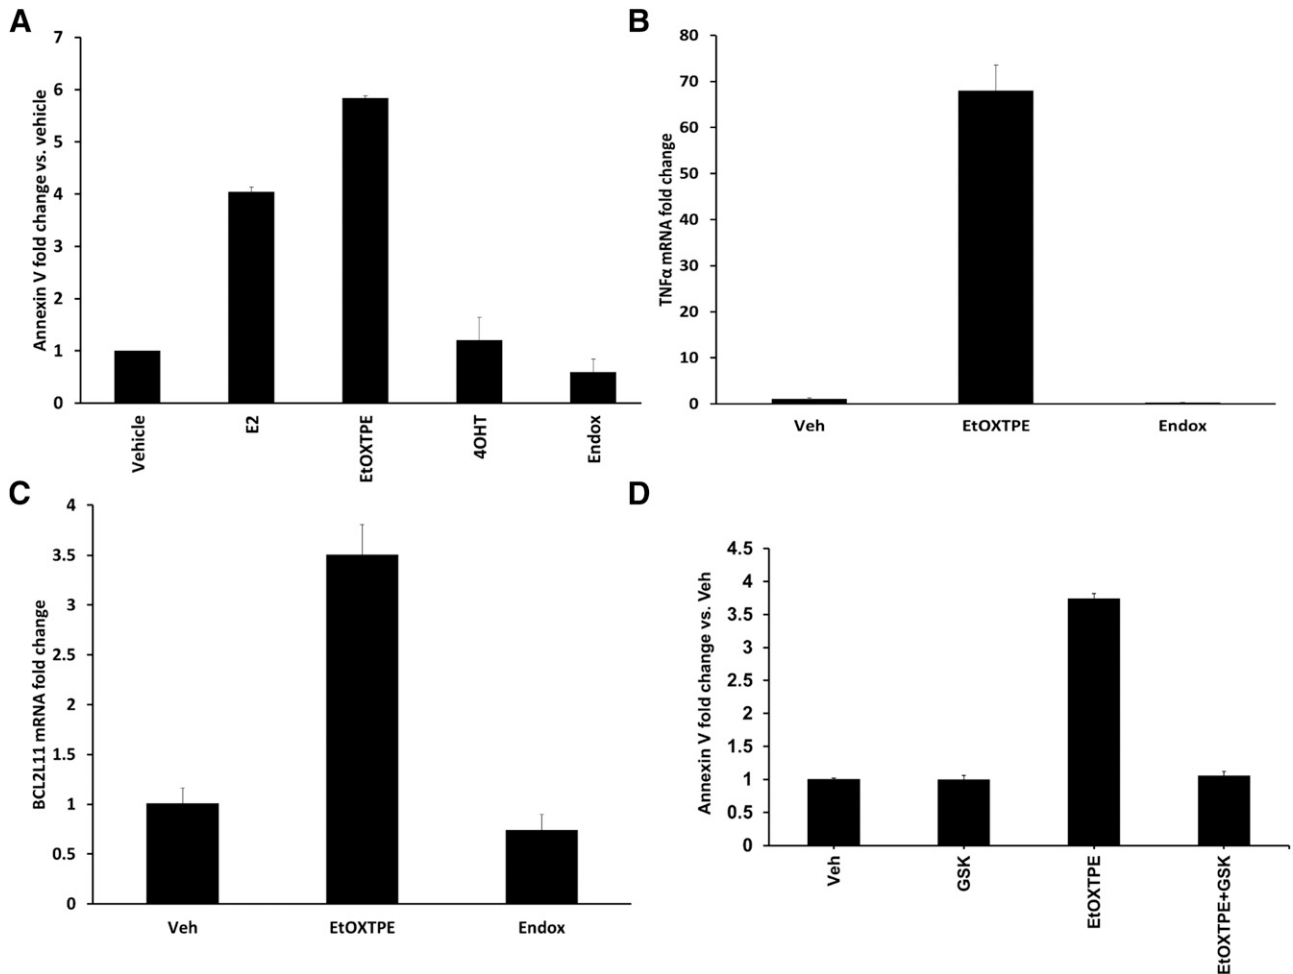 A
Annexin V fold change vs. vehicle
7
6
5
4
3
2
1
0
Vehicle
E2
EtOXTPE
4OHT
Endox
B
TNFα mRNA fold change
80
70
60
50
40
30
20
10
0
Veh
EtOXTPE
Endox
C
BCL2L11 mRNA fold change
4
3.5
3
2.5
2
1.5
1
0.5
0
Veh
EtOXTPE
Endox
D
Annexin V fold change vs. Veh
4.5
4
3.5
3
2.5
2
1.5
1
0.5
0
Veh
GSK
EtOXTPE
EtOXTPE+GSK